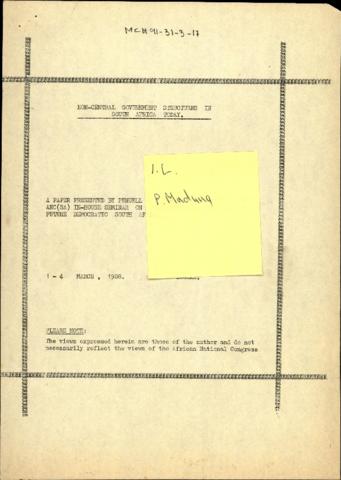 MCH91-31-3-17
NON-CENTRAL GOVERNMENT STRUCTURES IN
SOUTH AFRICA TODAY.
I.L.
P. Maduna
A PAPER PRESENTED BY PENUELL
ANC(SA) IN-HOUSE SEMINAR ON
FUTURE DEMOCRATIC SOUTH AF
1 - 4 MARCH, 1988.
PLEASE NOTE:
The views expressed herein are those of the author and do not
necessarily reflect the views of the African National Congress